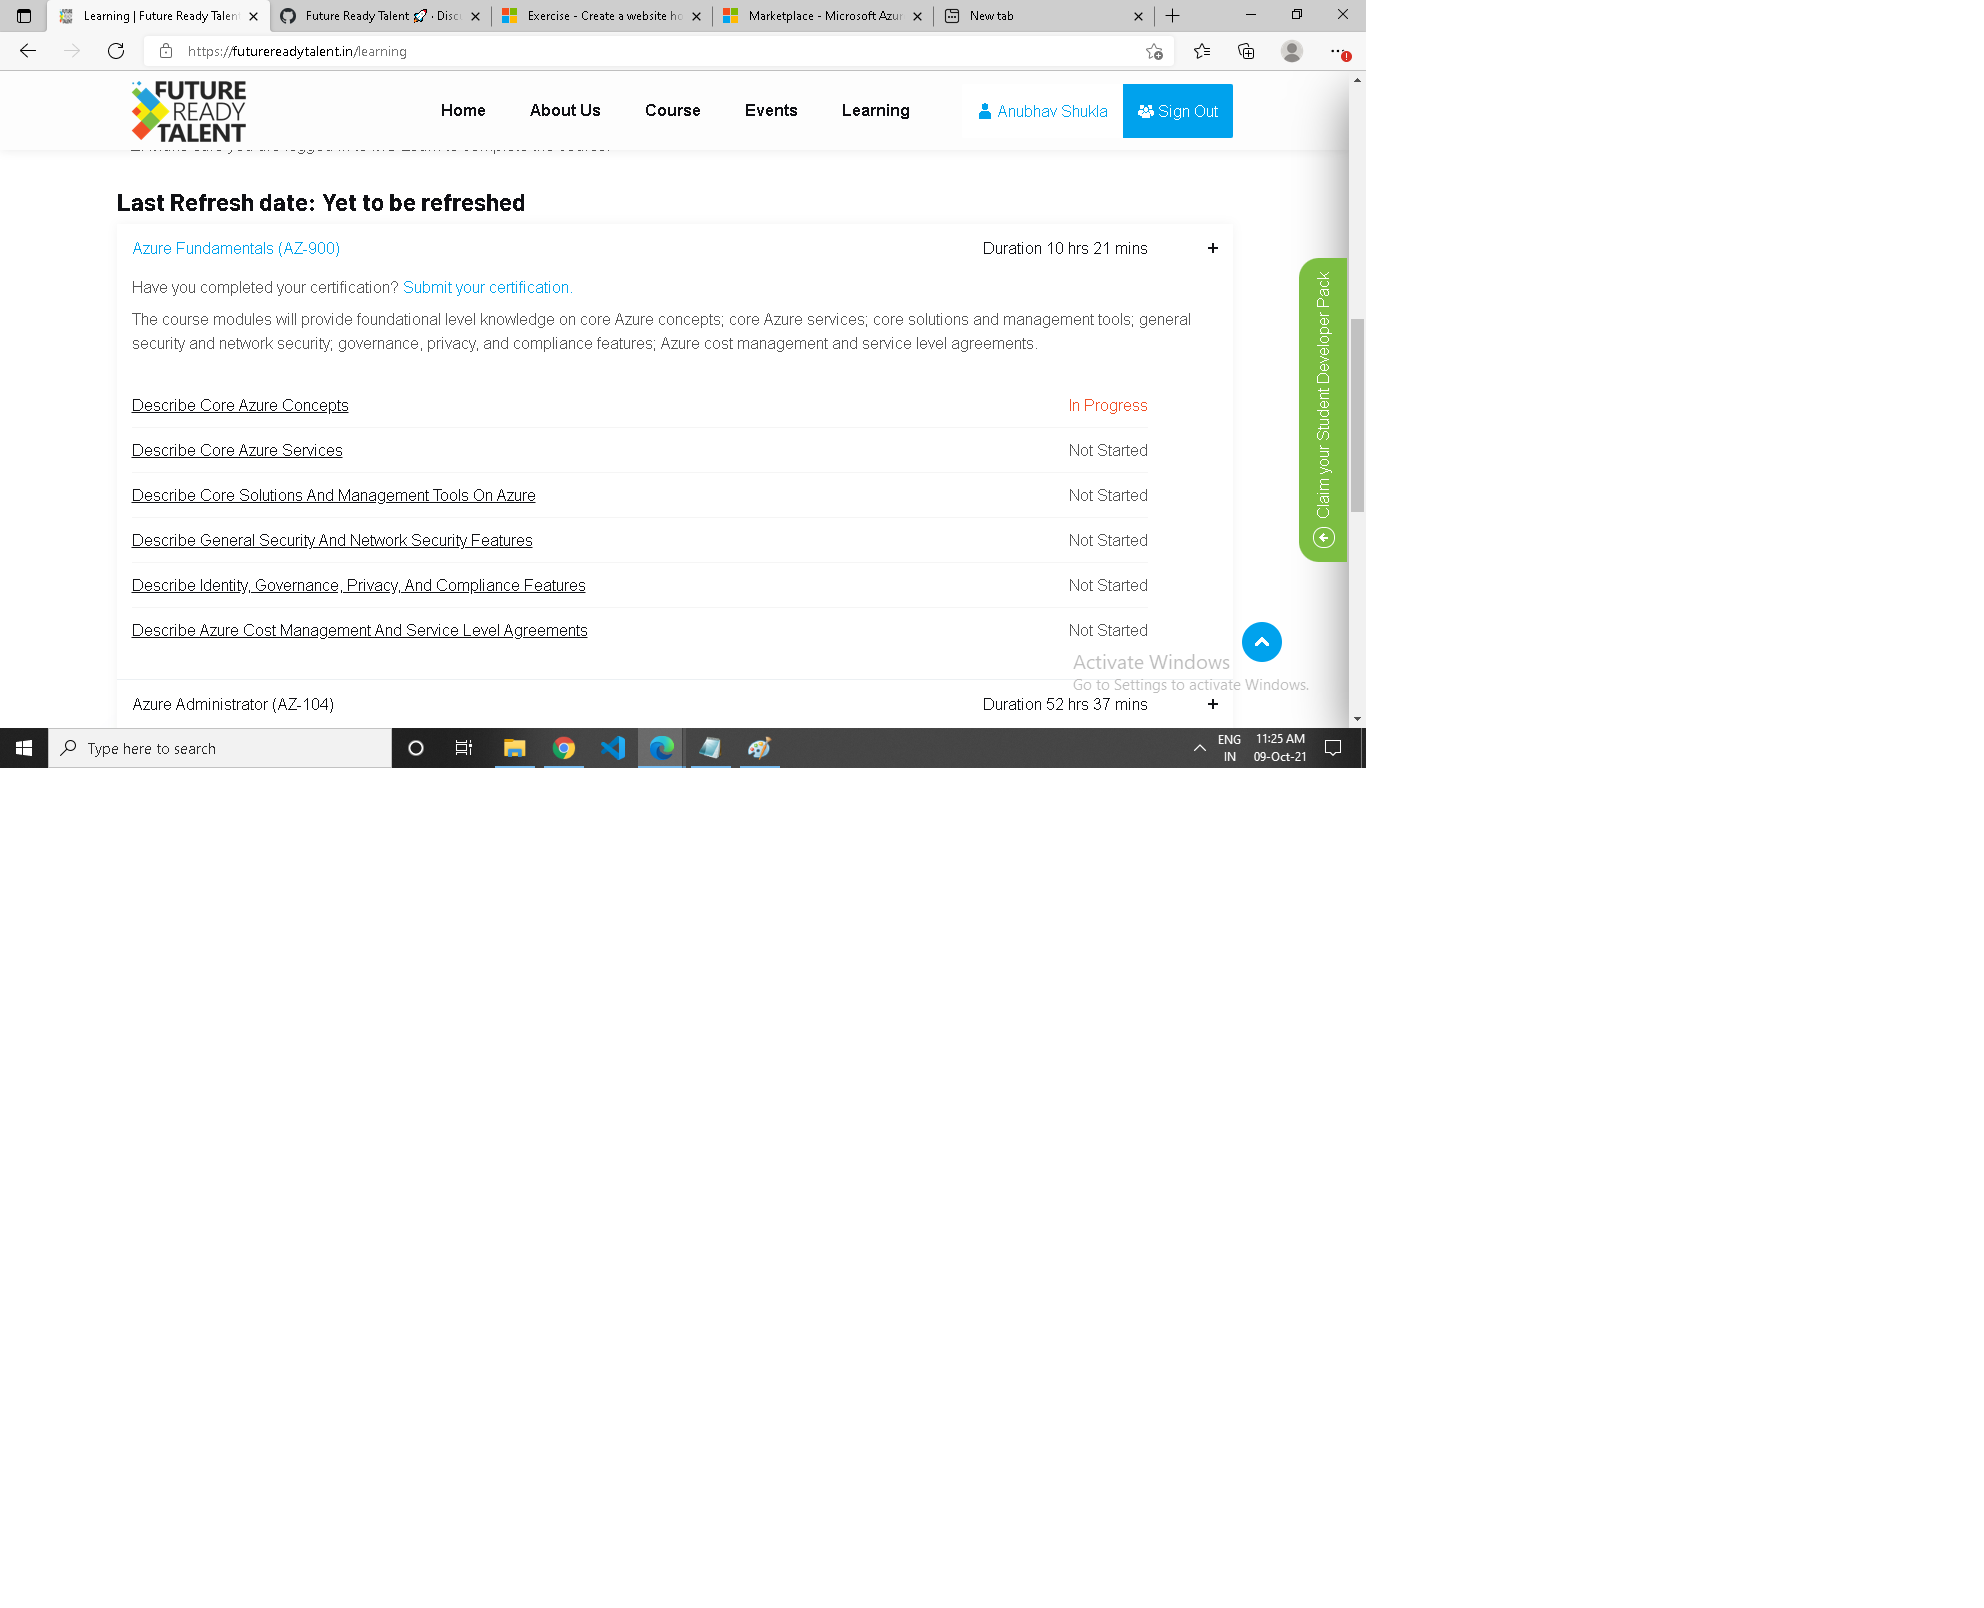 Learning | Future Ready Talent
Future Ready Talent 🚀 · Disc
Exercise - Create a website ho
Marketplace - Microsoft Azur
New tab
https://futurereadytalent.in/learning
FUTURE
READY
TALENT
Home
About Us
Course
Events
Learning
Anubhav Shukla
Sign Out
Last Refresh date: Yet to be refreshed
Azure Fundamentals (AZ-900) Duration 10 hrs 21 mins +
Have you completed your certification? Submit your certification.
The course modules will provide foundational level knowledge on core Azure concepts; core Azure services; core solutions and management tools; general
security and network security; governance, privacy, and compliance features; Azure cost management and service level agreements.
Describe Core Azure Concepts In Progress
Describe Core Azure Services Not Started
Describe Core Solutions And Management Tools On Azure Not Started
Describe General Security And Network Security Features Not Started
Describe Identity, Governance, Privacy, And Compliance Features Not Started
Describe Azure Cost Management And Service Level Agreements Not Started
Claim your Student Developer Pack
Activate Windows
Go to Settings to activate Windows.
Azure Administrator (AZ-104) Duration 52 hrs 37 mins +
Type here to search
ENG
IN
11:25 AM
09-Oct-21